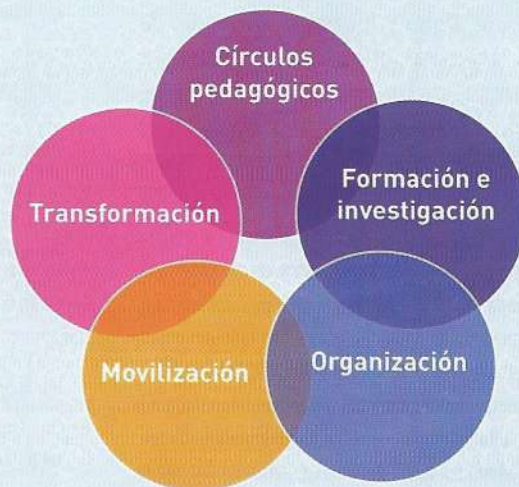 Círculos
pedagógicos
Formación e
investigación
Organización
Movilización
Transformación